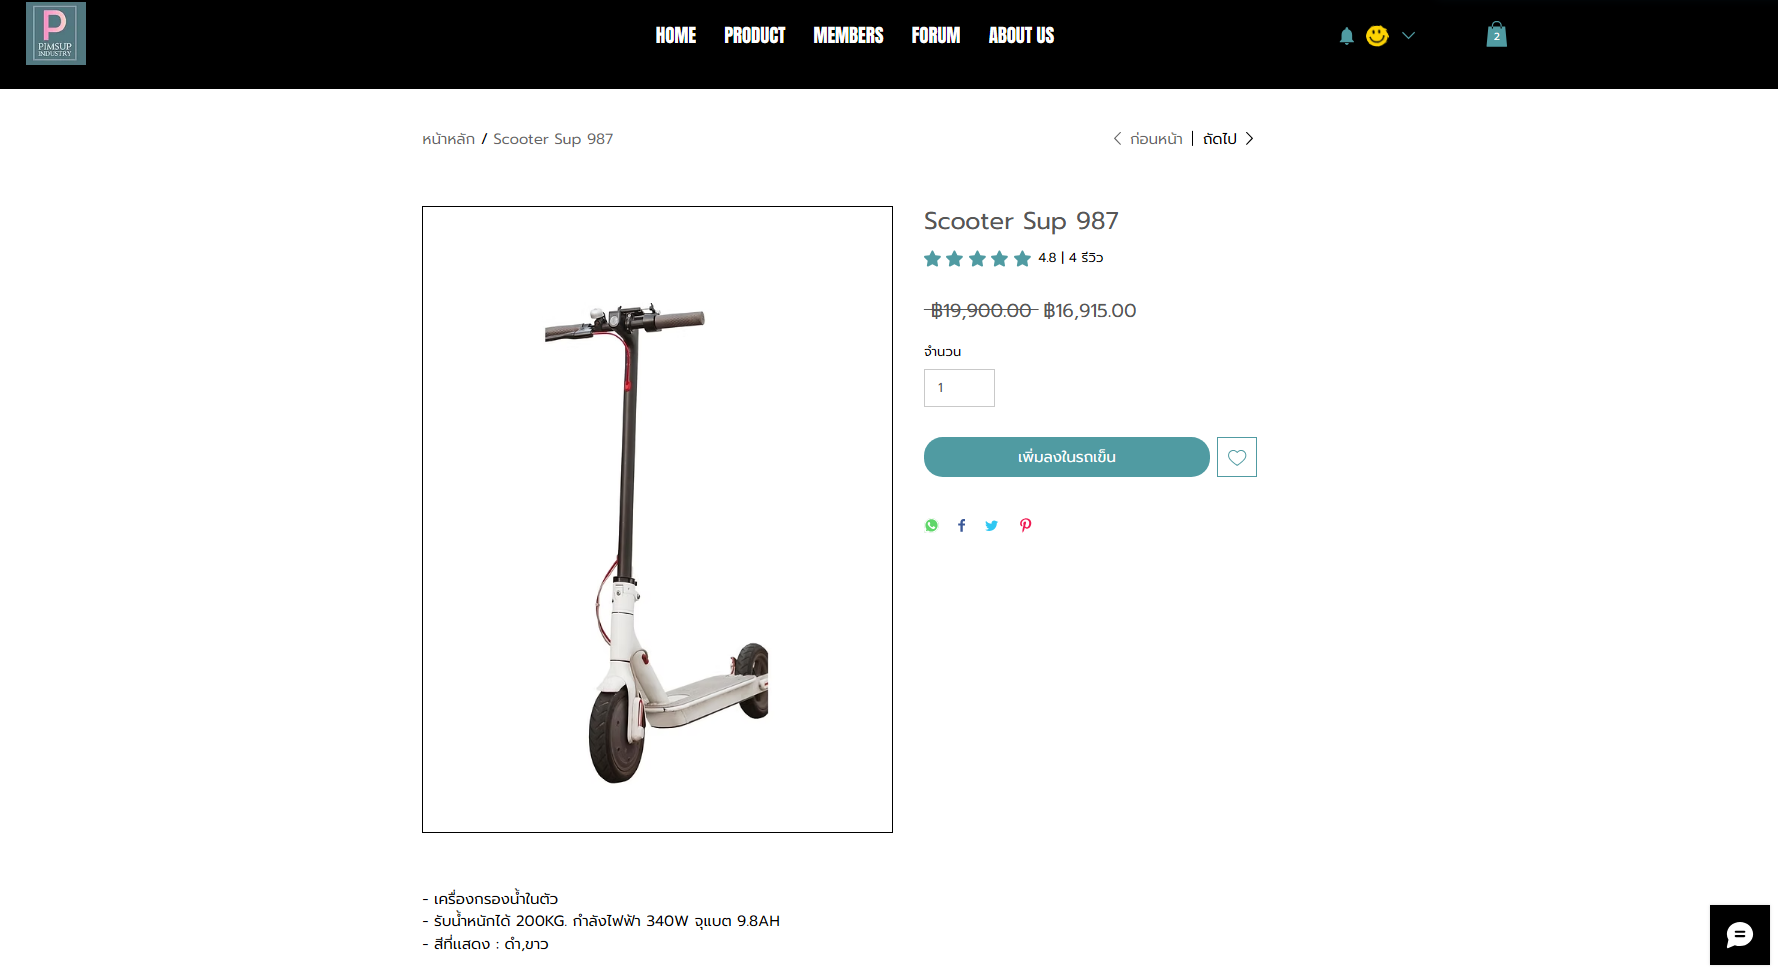 P
PIMSUP
INDUSTRY
HOME PRODUCT MEMBERS FORUM ABOUT US
2
หน้าหลัก / Scooter Sup 987
ก่อนหน้า | ถัดไป
Scooter Sup 987
4.8 | 4 รีวิว
฿19,900.00 ฿16,915.00
จำนวน
1
เพิ่มลงในรถเข็น
- เครื่องกรองน้ำในตัว
- รับน้ำหนักได้ 200KG. กำลังไฟฟ้า 340W จุแบต 9.8AH
- สีที่แสดง : ดำ,ขาว